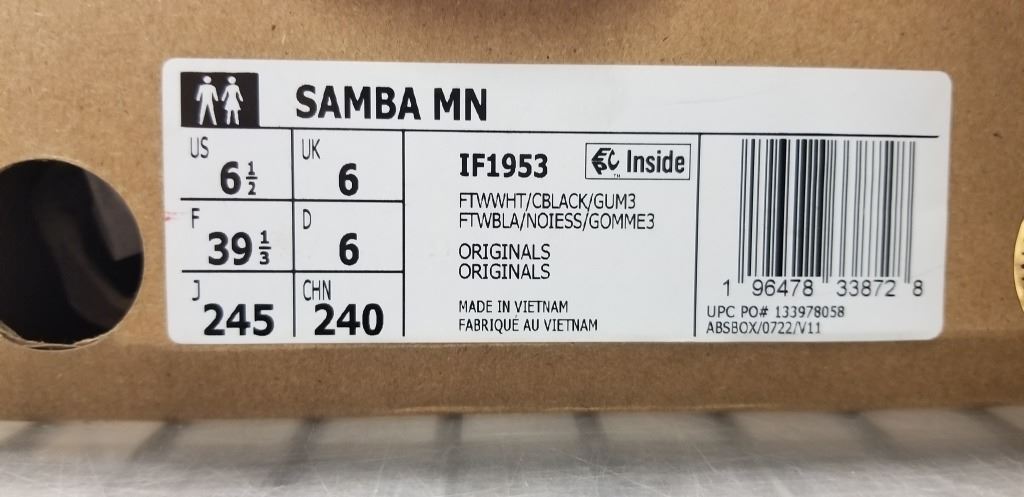 SAMBA MN
US
6 1/2
UK
6
F
39 1/3
D
6
J
245
CHN
240
IF1953
Inside
TM
FTWWHT/CBLACK/GUM3
FTWBLA/NOIESS/GOMME3
ORIGINALS
ORIGINALS
MADE IN VIETNAM
FABRIQUÉ AU VIETNAM
1 96478 33872 8
UPC PO# 133978058
ABSBOX/0722/V11